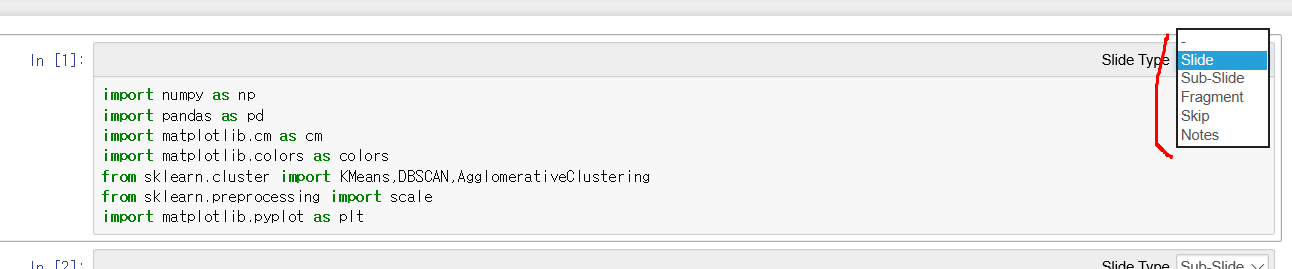 In [1]:
Slide Type
-
Slide
Sub-Slide
Fragment
Skip
Notes
import numpy as np
import pandas as pd
import matplotlib.cm as cm
import matplotlib.colors as colors
from sklearn.cluster import KMeans,DBSCAN,AgglomerativeClustering
from sklearn.preprocessing import scale
import matplotlib.pyplot as plt
In [2]:
Slide Type Sub-Slide